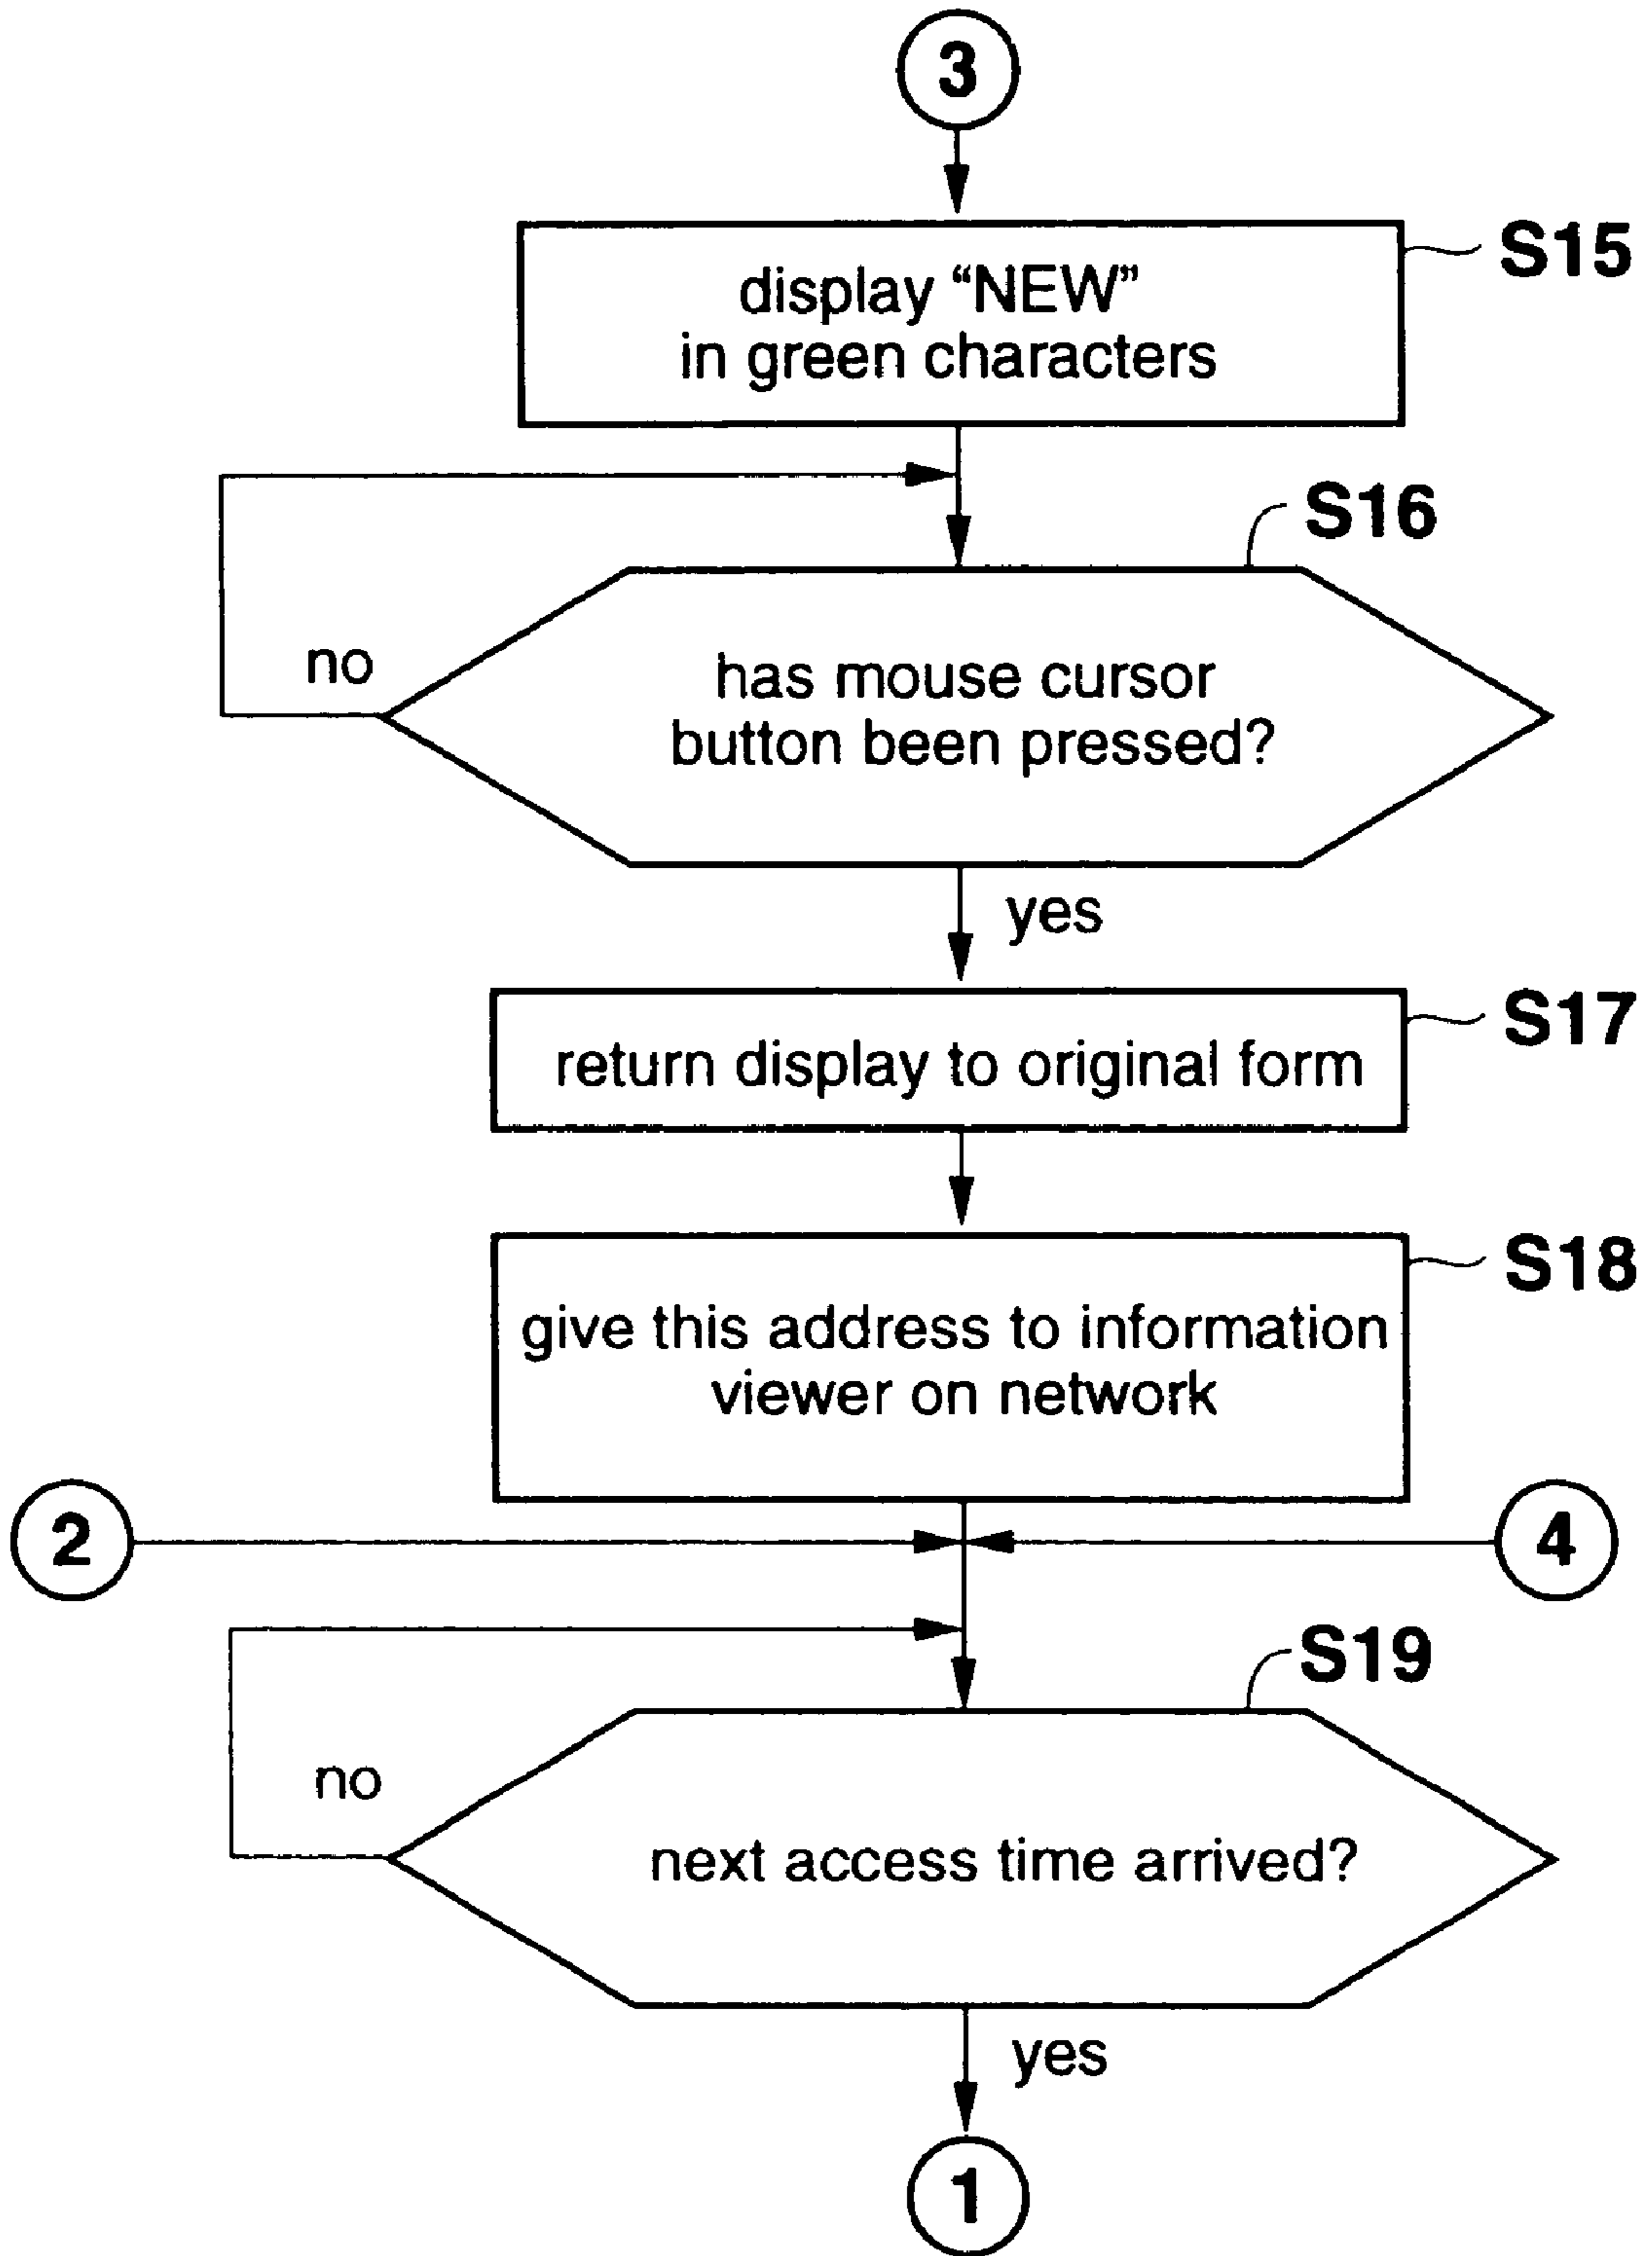 3
S15
display “NEW”
in green characters
S16
no
has mouse cursor
button been pressed?
yes
S17
return display to original form
S18
give this address to information
viewer on network
2
4
S19
no
next access time arrived?
yes
1